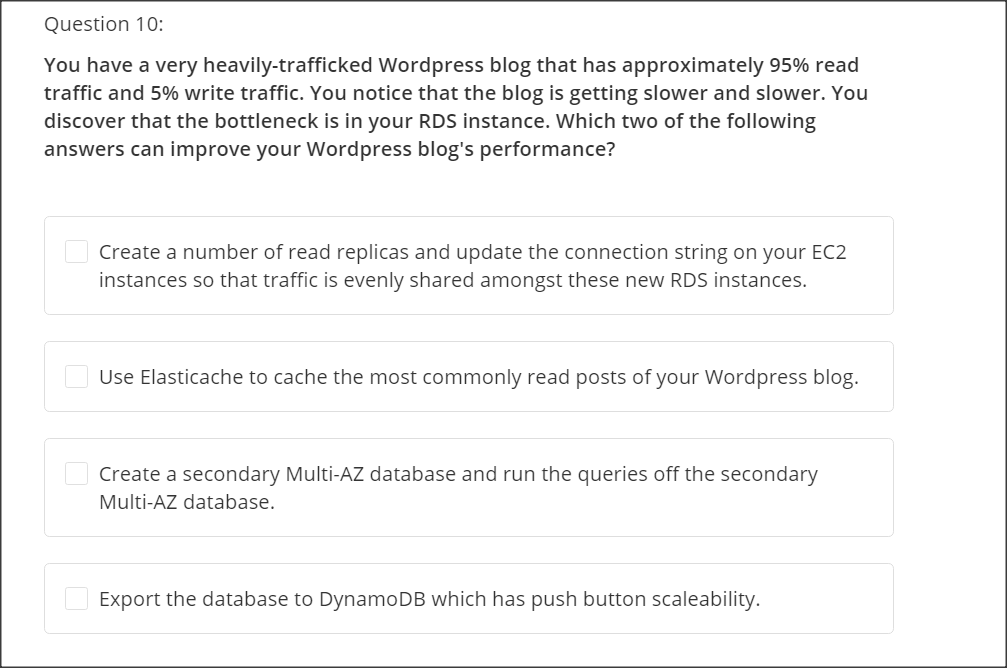 Question 10:
You have a very heavily-trafficked Wordpress blog that has approximately 95% read
traffic and 5% write traffic. You notice that the blog is getting slower and slower. You
discover that the bottleneck is in your RDS instance. Which two of the following
answers can improve your Wordpress blog's performance?
Create a number of read replicas and update the connection string on your EC2
instances so that traffic is evenly shared amongst these new RDS instances.
Use Elasticache to cache the most commonly read posts of your Wordpress blog.
Create a secondary Multi-AZ database and run the queries off the secondary
Multi-AZ database.
Export the database to DynamoDB which has push button scaleability.